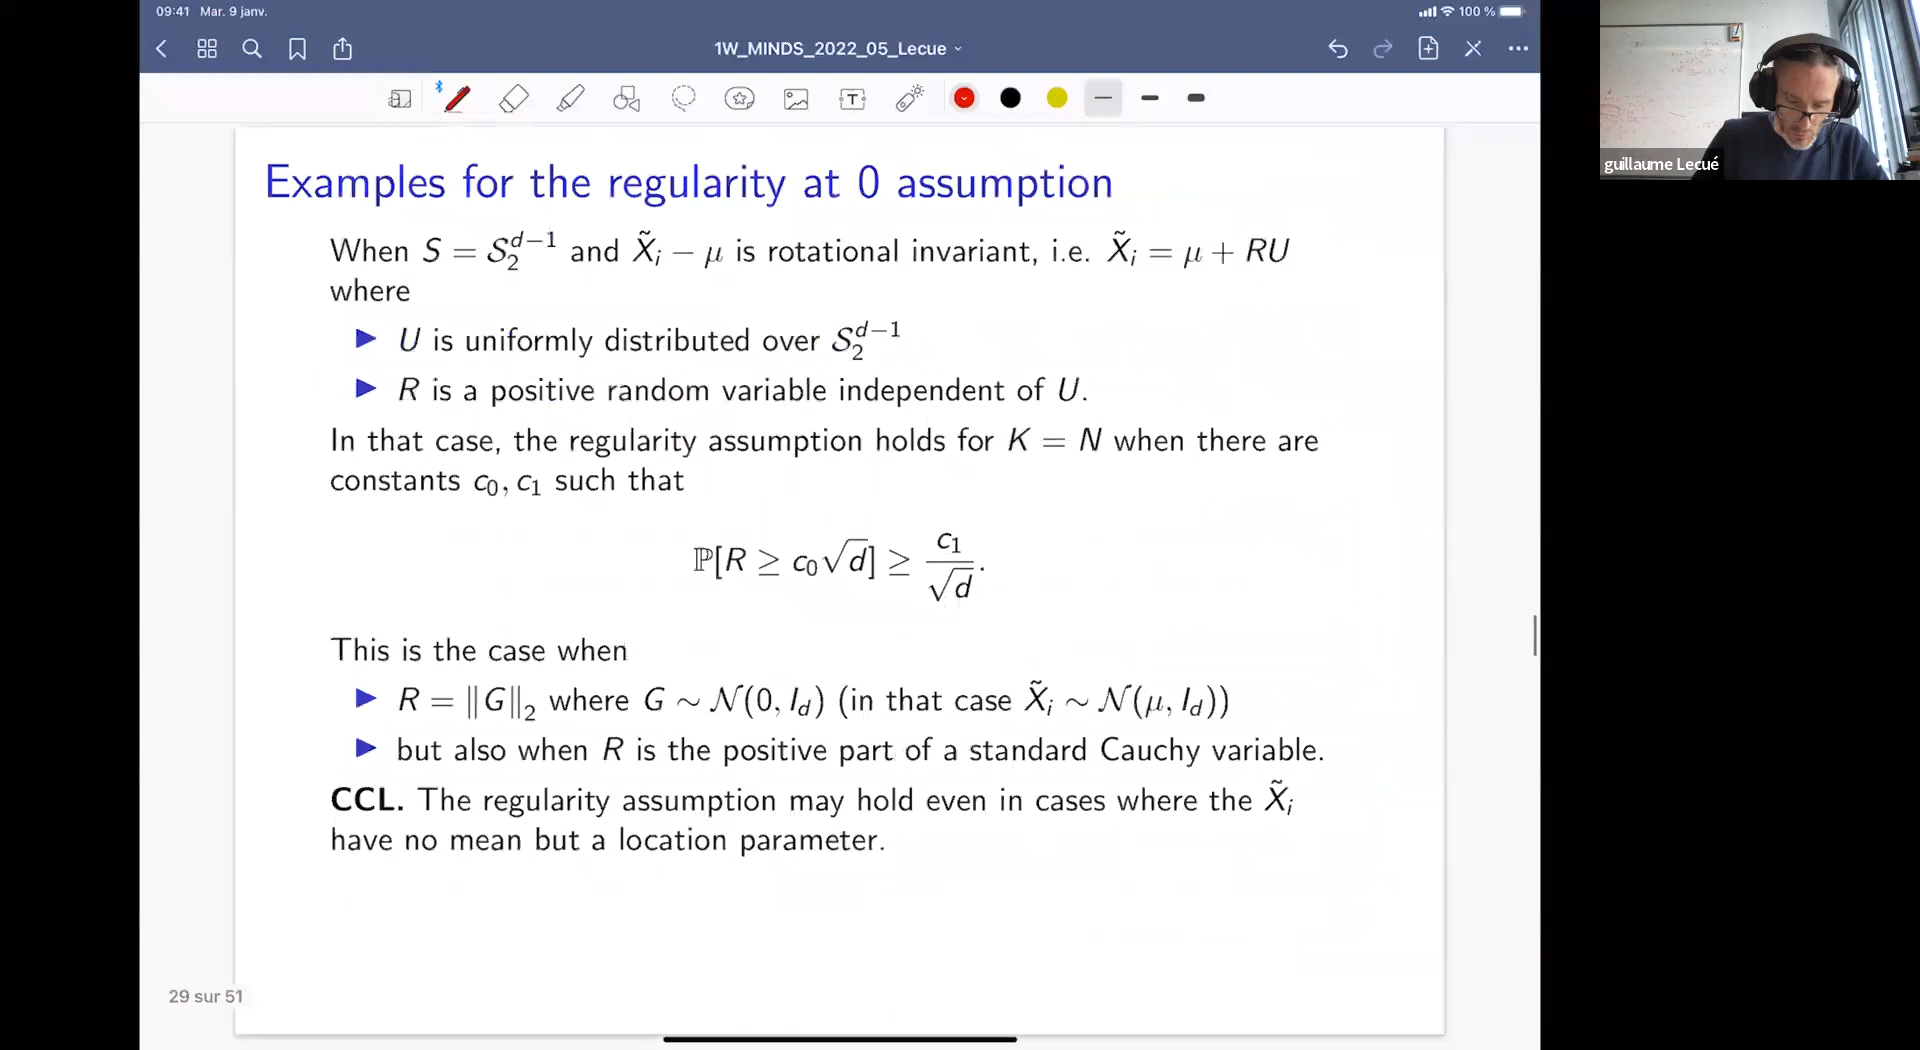 09:41 Mar. 9 janv.
100 %
1W_MINDS_2022_05_Lecue
T
guillaume Lecué
Examples for the regularity at 0 assumption
When S = 𝒮₂^{d−1} and X̃ᵢ − μ is rotational invariant, i.e. X̃ᵢ = μ + RU
where
▶ U is uniformly distributed over 𝒮₂^{d−1}
▶ R is a positive random variable independent of U.
In that case, the regularity assumption holds for K = N when there are
constants c₀, c₁ such that
ℙ[R ≥ c₀√d] ≥ c₁/√d.
This is the case when
▶ R = ‖G‖₂ where G ∼ 𝒩(0, I_d) (in that case X̃ᵢ ∼ 𝒩(μ, I_d))
▶ but also when R is the positive part of a standard Cauchy variable.
CCL. The regularity assumption may hold even in cases where the X̃ᵢ
have no mean but a location parameter.
29 sur 51